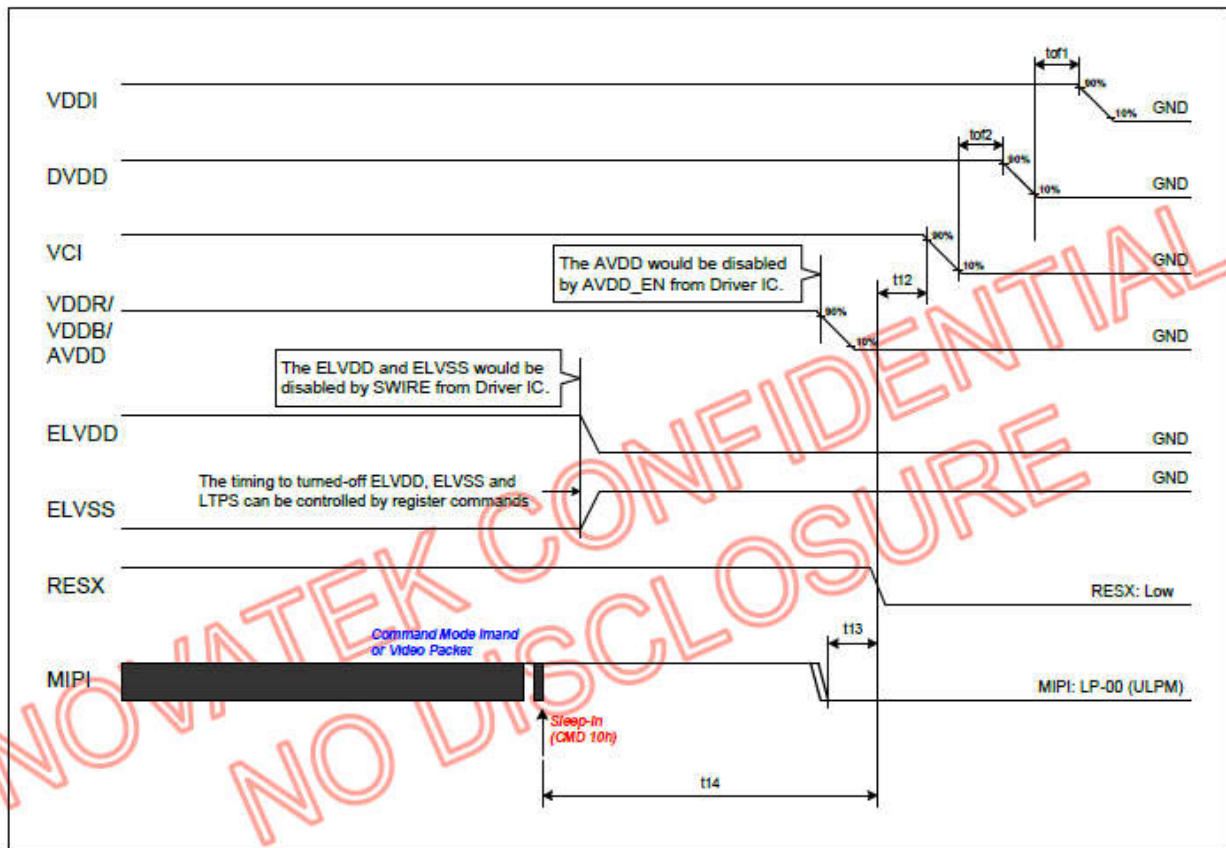 tof1
VDDI
90%
10%
GND
tof2
DVDD
90%
10%
GND
VCI
90%
10%
GND
The AVDD would be disabled
by AVDD_EN from Driver IC.
t12
VDDR/
VDDB/
AVDD
90%
10%
GND
The ELVDD and ELVSS would be
disabled by SWIRE from Driver IC.
ELVDD
GND
The timing to turned-off ELVDD, ELVSS and
LTPS can be controlled by register commands
ELVSS
GND
RESX
RESX: Low
Command Mode Imand
or Video Packet
t13
MIPI
MIPI: LP-00 (ULPM)
Sleep-In
(CMD 10h)
t14
NOVATEK CONFIDENTIAL
NO DISCLOSURE